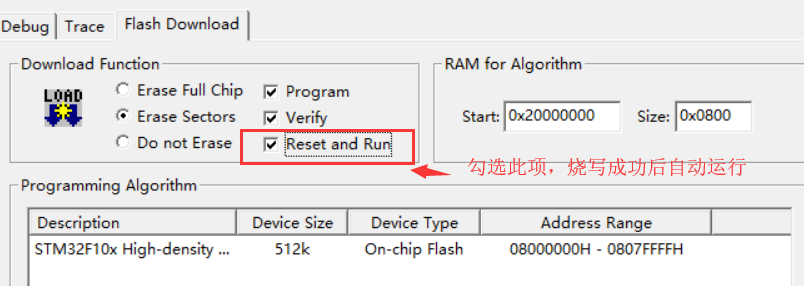 Debug Trace Flash Download
Download Function
RAM for Algorithm
LOAD
Erase Full Chip
Program
Erase Sectors
Verify
Start: 0x20000000 Size: 0x0800
Do not Erase
Reset and Run
勾选此项，烧写成功后自动运行
Programming Algorithm
Description Device Size Device Type Address Range
STM32F10x High-density ... 512k On-chip Flash 08000000H - 0807FFFFH